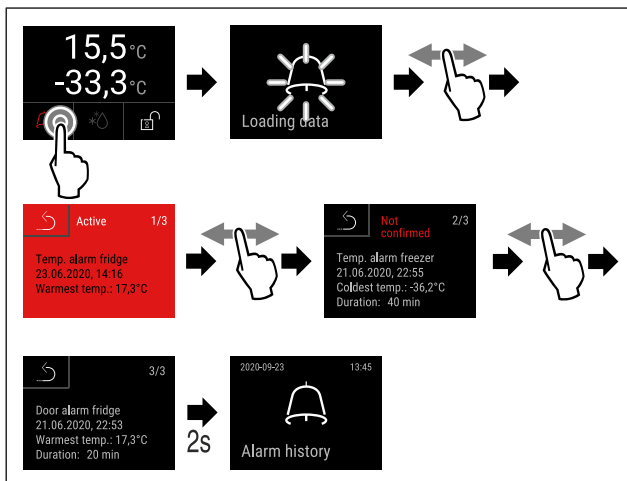 15,5°C
-33,3°C
Loading data
Active 1/3
Temp. alarm fridge
23.06.2020, 14:16
Warmest temp.: 17,3°C
Not confirmed 2/3
Temp. alarm freezer
21.06.2020, 22:55
Coldest temp.: -36,2°C
Duration: 40 min
3/3
Door alarm fridge
21.06.2020, 22:53
Warmest temp.: 17,3°C
Duration: 20 min
2s
2020-09-23 13:45
Alarm history